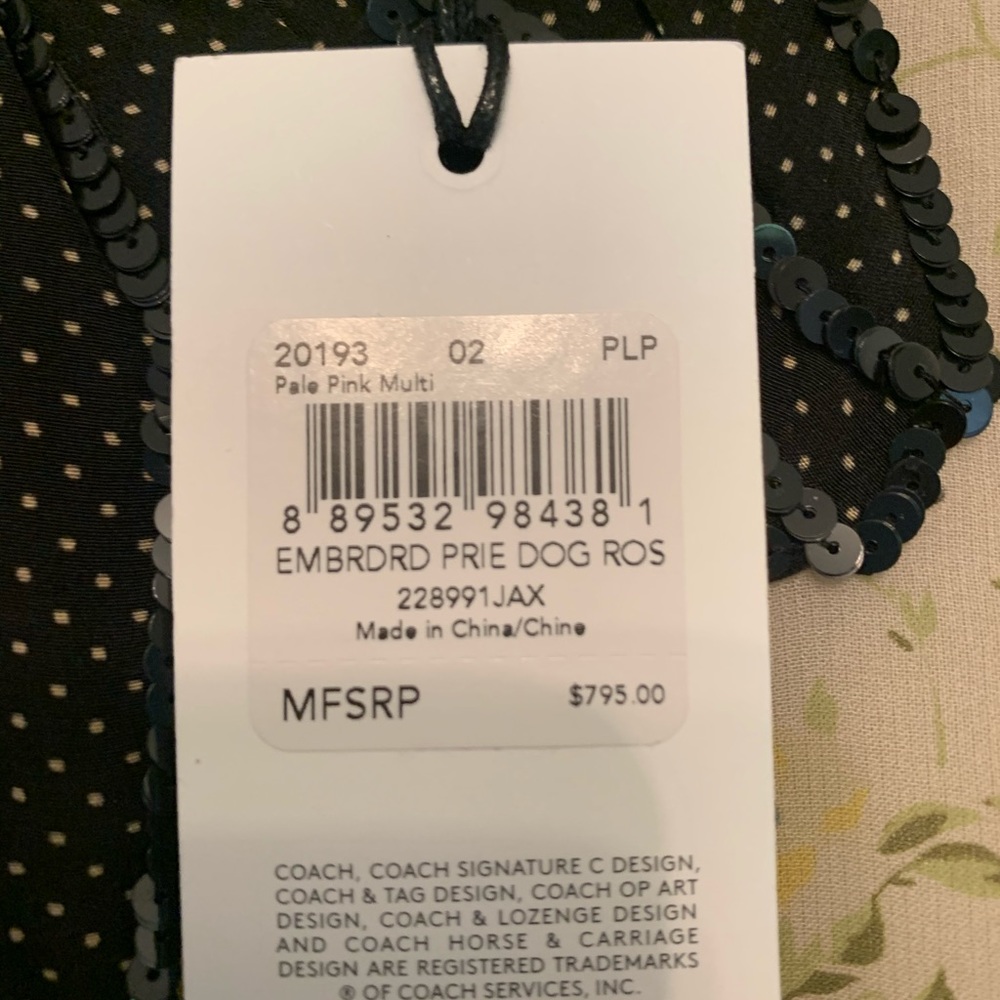 20193 02 PLP
Pale Pink Multi
8 89532 98438 1
EMBRDRD PRIE DOG ROS
228991JAX
Made in China/Chine
MFSRP $795.00
COACH, COACH SIGNATURE C DESIGN,
COACH & TAG DESIGN, COACH OP ART
DESIGN, COACH & LOZENGE DESIGN
AND COACH HORSE & CARRIAGE
DESIGN ARE REGISTERED TRADEMARKS
® OF COACH SERVICES, INC.